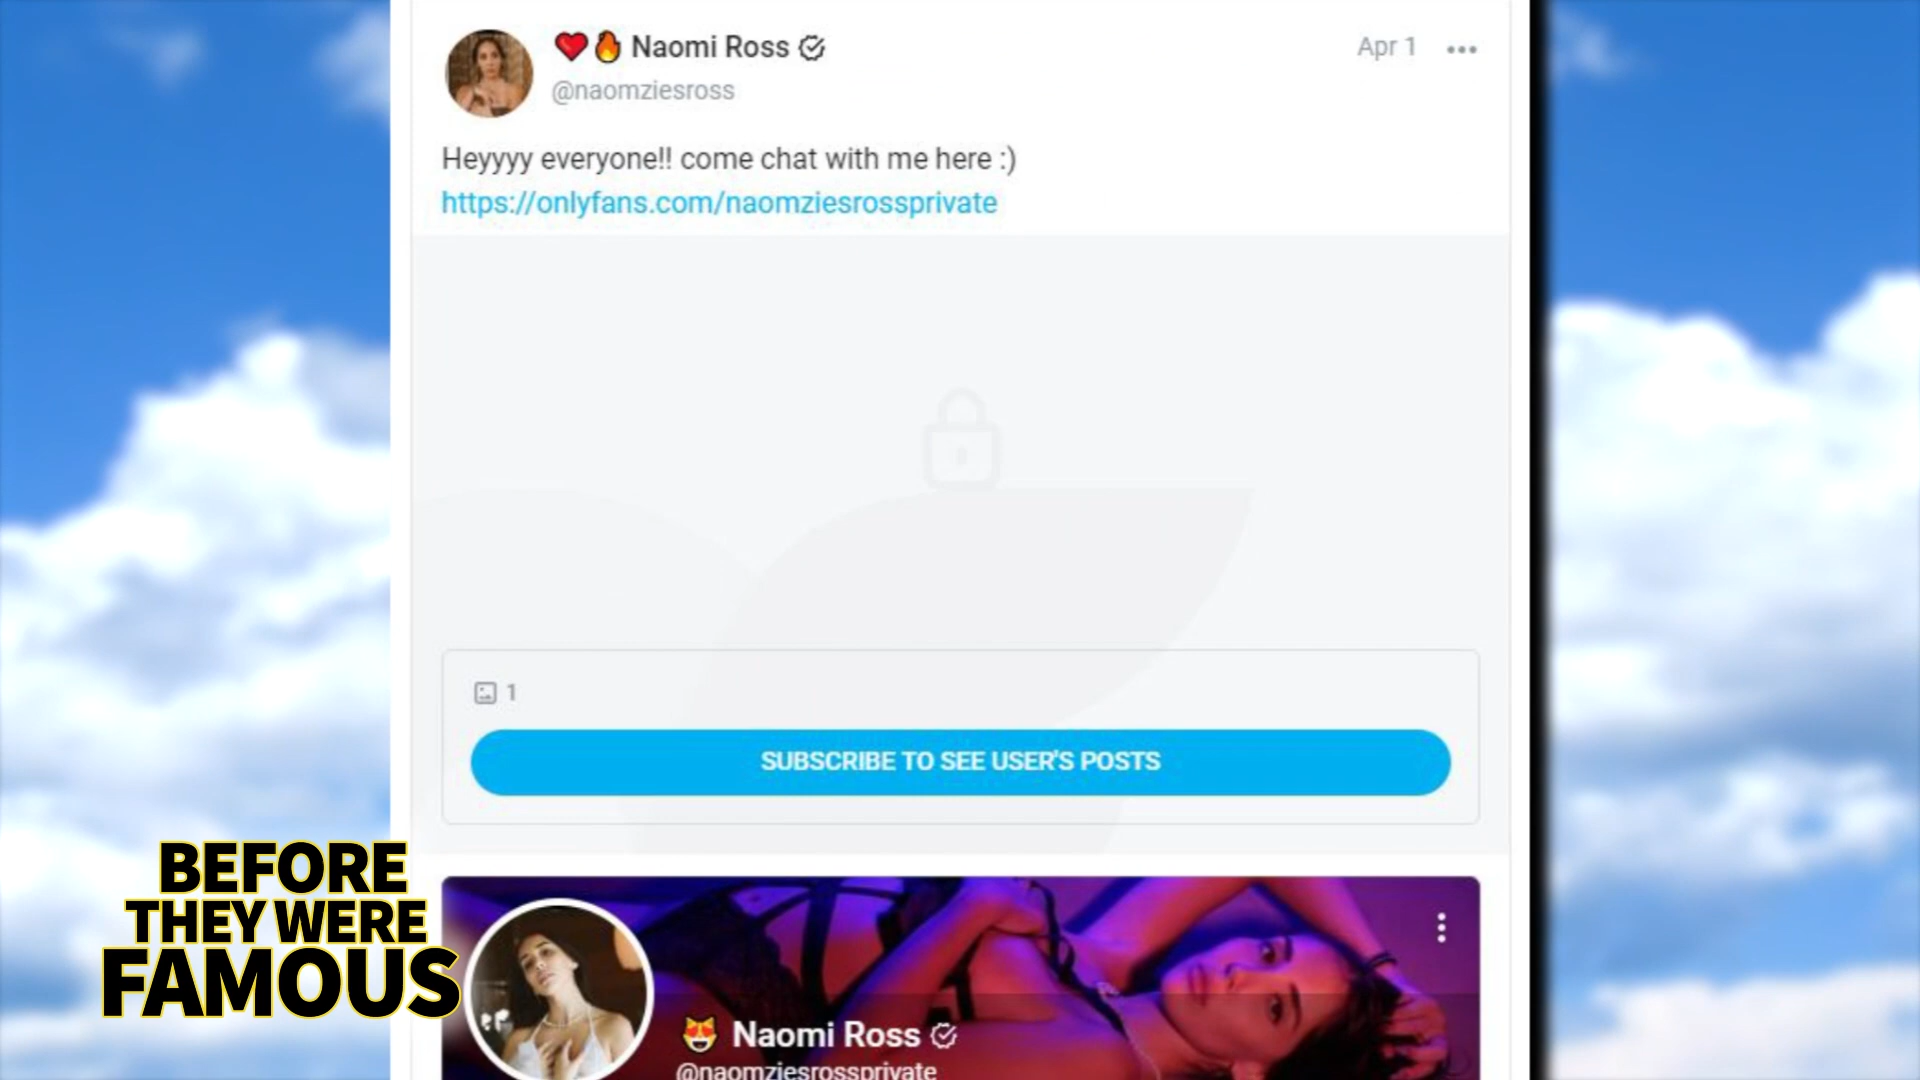 ❤️🔥 Naomi Ross
Apr 1
@naomziesross
Heyyyy everyone!! come chat with me here :)
https://onlyfans.com/naomziesrossprivate
1
SUBSCRIBE TO SEE USER'S POSTS
BEFORE
THEY WERE
FAMOUS
😻 Naomi Ross
@naomziesrossprivate